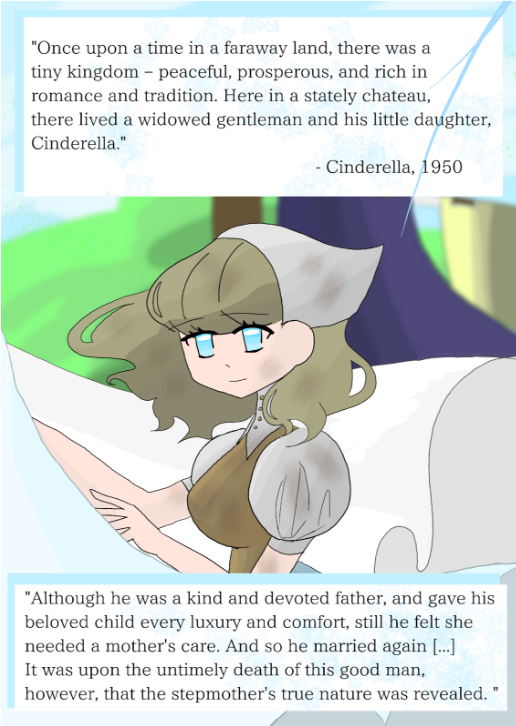 "Once upon a time in a faraway land, there was a
tiny kingdom – peaceful, prosperous, and rich in
romance and tradition. Here in a stately chateau,
there lived a widowed gentleman and his little daughter,
Cinderella."
- Cinderella, 1950
"Although he was a kind and devoted father, and gave his
beloved child every luxury and comfort, still he felt she
needed a mother's care. And so he married again [...]
It was upon the untimely death of this good man,
however, that the stepmother's true nature was revealed. "